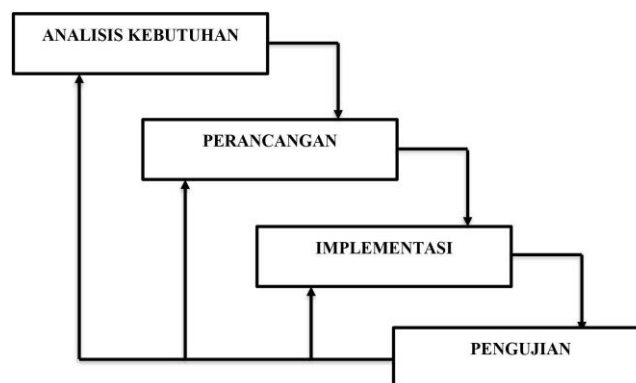 ANALISIS KEBUTUHAN
PERANCANGAN
IMPLEMENTASI
PENGUJIAN